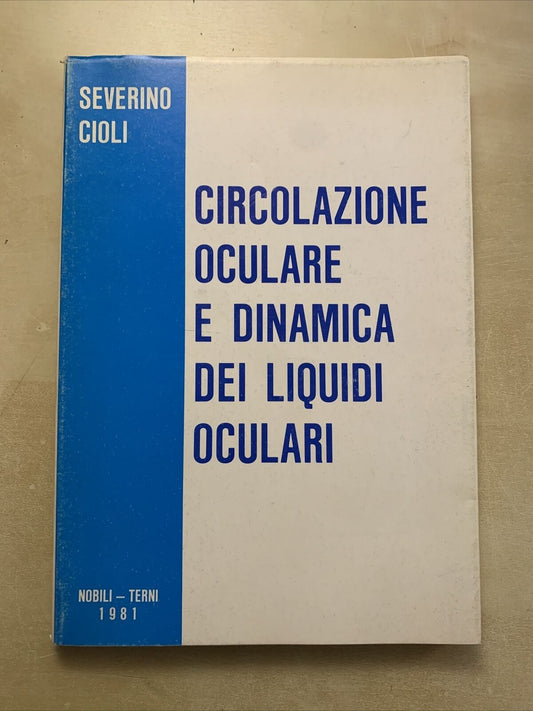 SEVERINO
CIOLI
CIRCOLAZIONE
OCULARE
E DINAMICA
DEI LIQUIDI
OCULARI
NOBILI – TERNI
1981